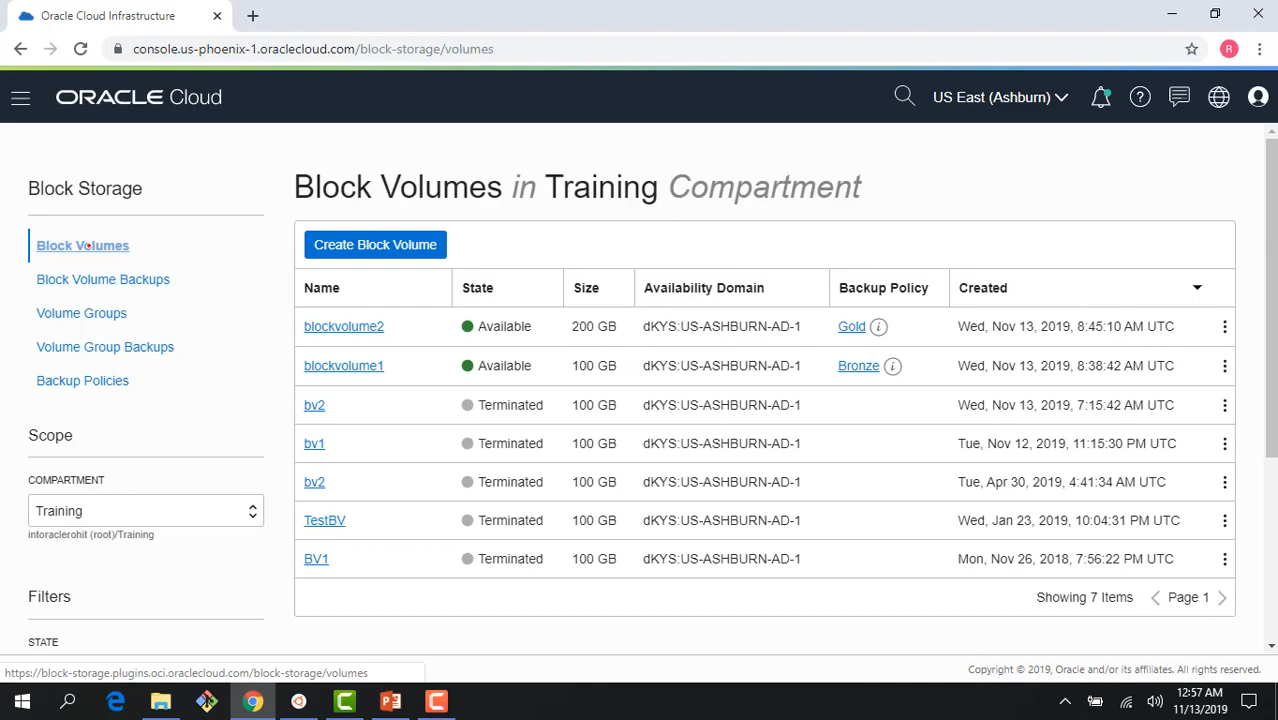 Oracle Cloud Infrastructure
console.us-phoenix-1.oraclecloud.com/block-storage/volumes
R
ORACLE Cloud
US East (Ashburn)
Block Storage
Block Volumes
Block Volume Backups
Volume Groups
Volume Group Backups
Backup Policies
Scope
COMPARTMENT
Training
intoraclerohit (root)/Training
Filters
STATE
Block Volumes in Training Compartment
Create Block Volume
Name State Size Availability Domain Backup Policy Created
blockvolume2 Available 200 GB dKYS:US-ASHBURN-AD-1 Gold i Wed, Nov 13, 2019, 8:45:10 AM UTC
blockvolume1 Available 100 GB dKYS:US-ASHBURN-AD-1 Bronze i Wed, Nov 13, 2019, 8:38:42 AM UTC
bv2 Terminated 100 GB dKYS:US-ASHBURN-AD-1 Wed, Nov 13, 2019, 7:15:42 AM UTC
bv1 Terminated 100 GB dKYS:US-ASHBURN-AD-1 Tue, Nov 12, 2019, 11:15:30 PM UTC
bv2 Terminated 100 GB dKYS:US-ASHBURN-AD-1 Tue, Apr 30, 2019, 4:41:34 AM UTC
TestBV Terminated 100 GB dKYS:US-ASHBURN-AD-1 Wed, Jan 23, 2019, 10:04:31 PM UTC
BV1 Terminated 100 GB dKYS:US-ASHBURN-AD-1 Mon, Nov 26, 2018, 7:56:22 PM UTC
Showing 7 Items Page 1
https://block-storage.plugins.oci.oraclecloud.com/block-storage/volumes
Copyright © 2019, Oracle and/or its affiliates. All rights reserved.
12:57 AM
11/13/2019